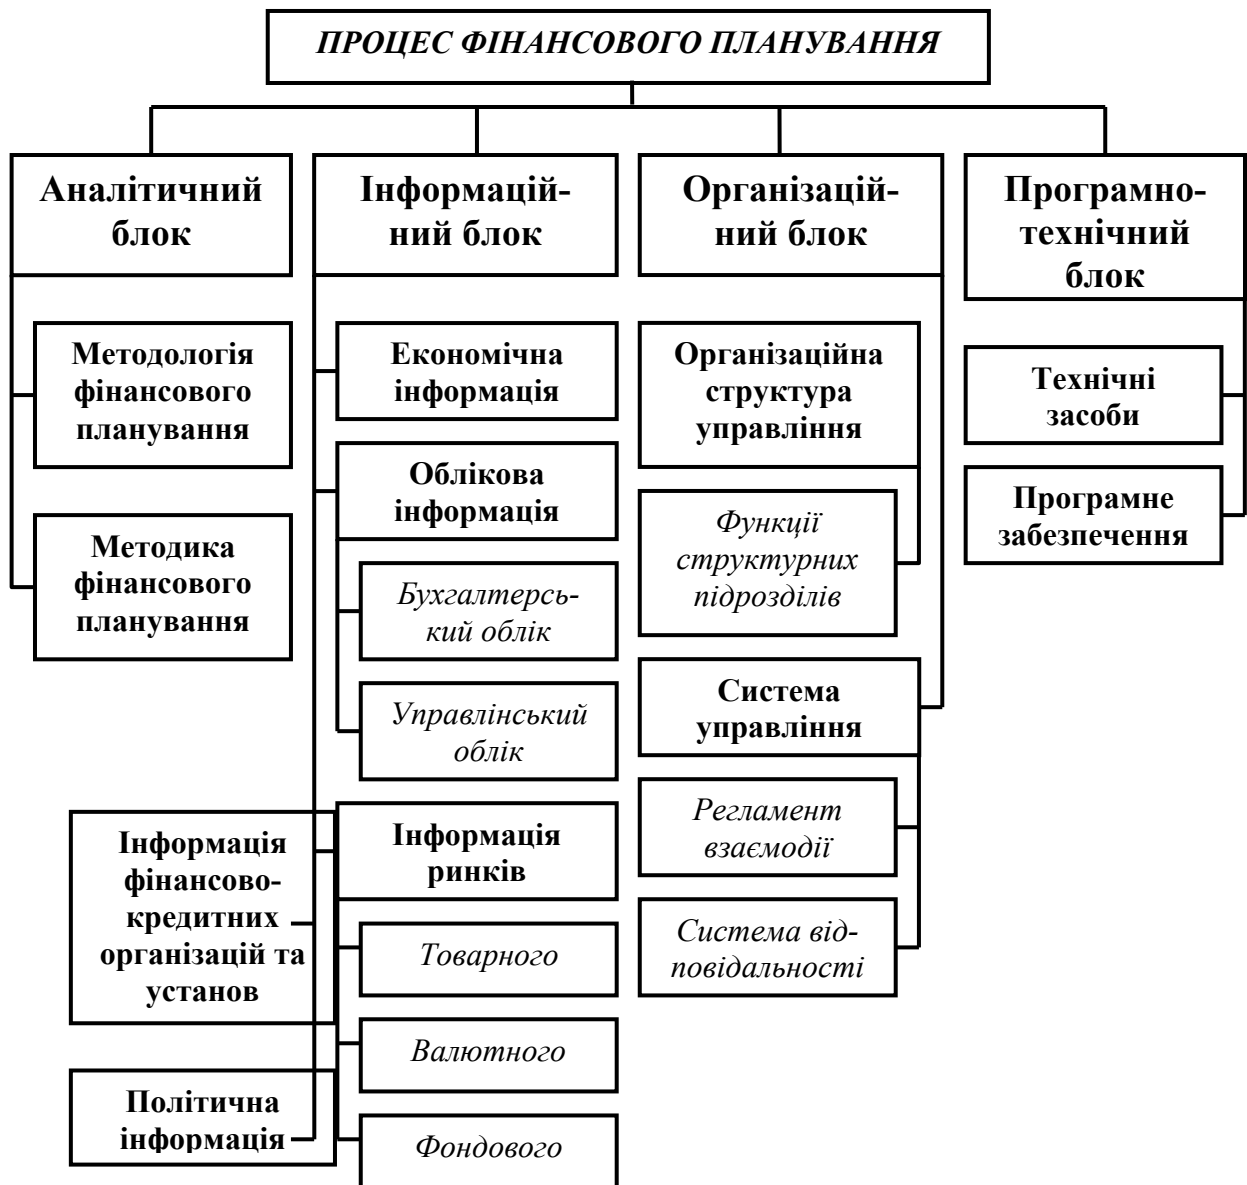 ПРОЦЕС ФІНАНСОВОГО ПЛАНУВАННЯ
Аналітичний
блок
Методологія
фінансового
планування
Методика
фінансового
планування
Інформацій-
ний блок
Економічна
інформація
Облікова
інформація
Бухгалтерсь-
кий облік
Управлінський
облік
Інформація
ринків
Товарного
Валютного
Фондового
Інформація
фінансово-
кредитних
організацій та
установ
Політична
інформація
Організацій-
ний блок
Організаційна
структура
управління
Функції
структурних
підрозділів
Система
управління
Регламент
взаємодії
Система від-
повідальності
Програмно-
технічний
блок
Технічні
засоби
Програмне
забезпечення